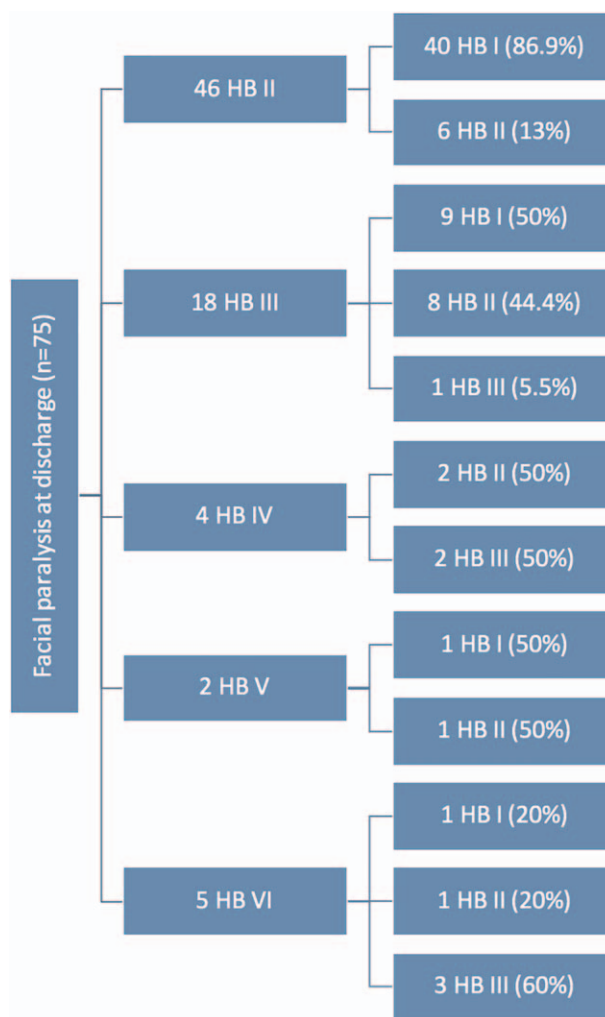 Facial paralysis at discharge (n=75)
46 HB II
40 HB I (86.9%)
6 HB II (13%)
18 HB III
9 HB I (50%)
8 HB II (44.4%)
1 HB III (5.5%)
4 HB IV
2 HB II (50%)
2 HB III (50%)
2 HB V
1 HB I (50%)
1 HB II (50%)
5 HB VI
1 HB I (20%)
1 HB II (20%)
3 HB III (60%)